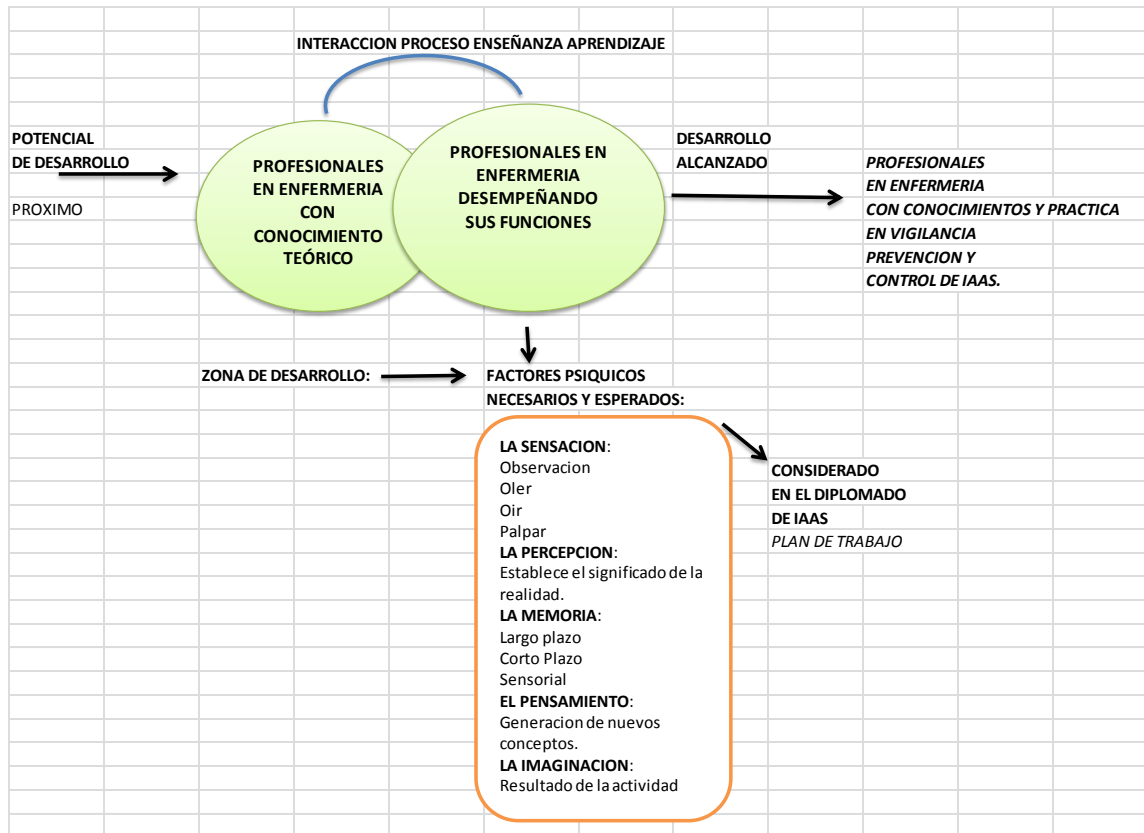 INTERACCION PROCESO ENSEÑANZA APRENDIZAJE
POTENCIAL
DE DESARROLLO
PROXIMO
PROFESIONALES
EN ENFERMERIA
CON
CONOCIMIENTO
TEÓRICO
PROFESIONALES EN
ENFERMERIA
DESEMPEÑANDO
SUS FUNCIONES
DESARROLLO
ALCANZADO
PROFESIONALES
EN ENFERMERIA
CON CONOCIMIENTOS Y PRACTICA
EN VIGILANCIA
PREVENCION Y
CONTROL DE IAAS.
ZONA DE DESARROLLO:
FACTORES PSIQUICOS
NECESARIOS Y ESPERADOS:
LA SENSACION:
Observacion
Oler
Oir
Palpar
LA PERCEPCION:
Establece el significado de la
realidad.
LA MEMORIA:
Largo plazo
Corto Plazo
Sensorial
EL PENSAMIENTO:
Generacion de nuevos
conceptos.
LA IMAGINACION:
Resultado de la actividad
CONSIDERADO
EN EL DIPLOMADO
DE IAAS
PLAN DE TRABAJO